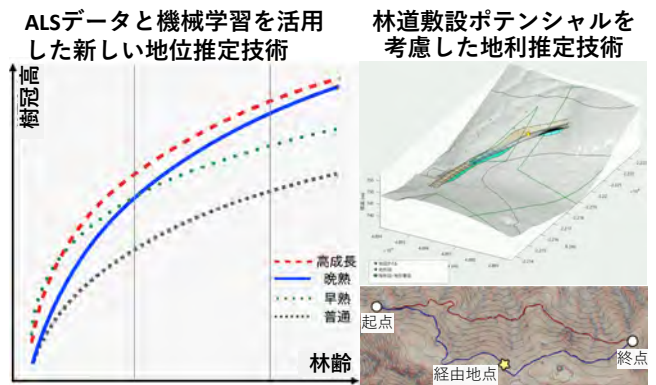 ALSデータと機械学習を活用
した新しい地位推定技術
樹冠高
高成長
晩熟
早熟
普通
林齢
林道敷設ポテンシャルを
考慮した地利推定技術
起点
経由地点
終点